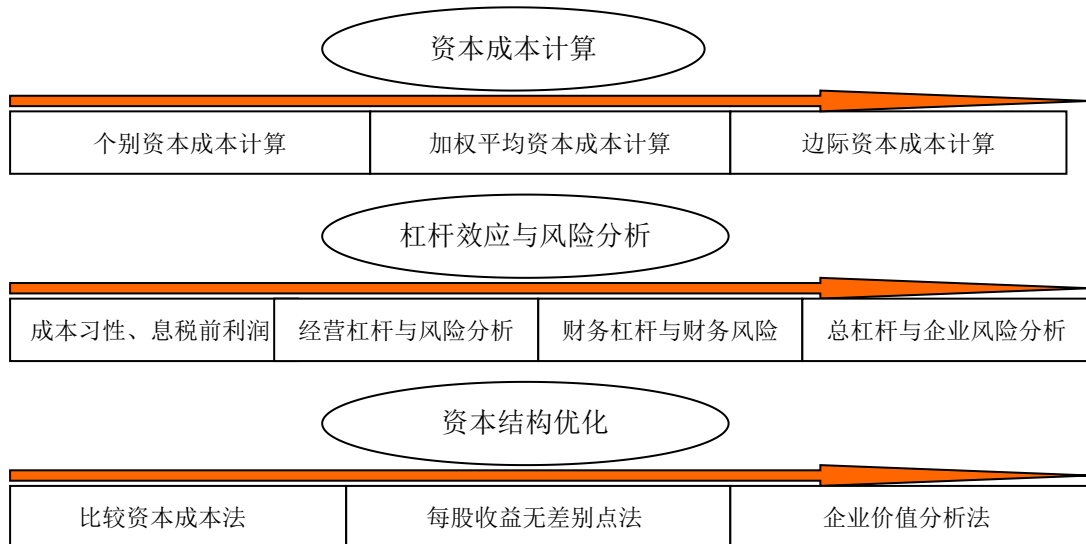 资本成本计算
个别资本成本计算
加权平均资本成本计算
边际资本成本计算
杠杆效应与风险分析
成本习性、息税前利润
经营杠杆与风险分析
财务杠杆与财务风险
总杠杆与企业风险分析
资本结构优化
比较资本成本法
每股收益无差别点法
企业价值分析法